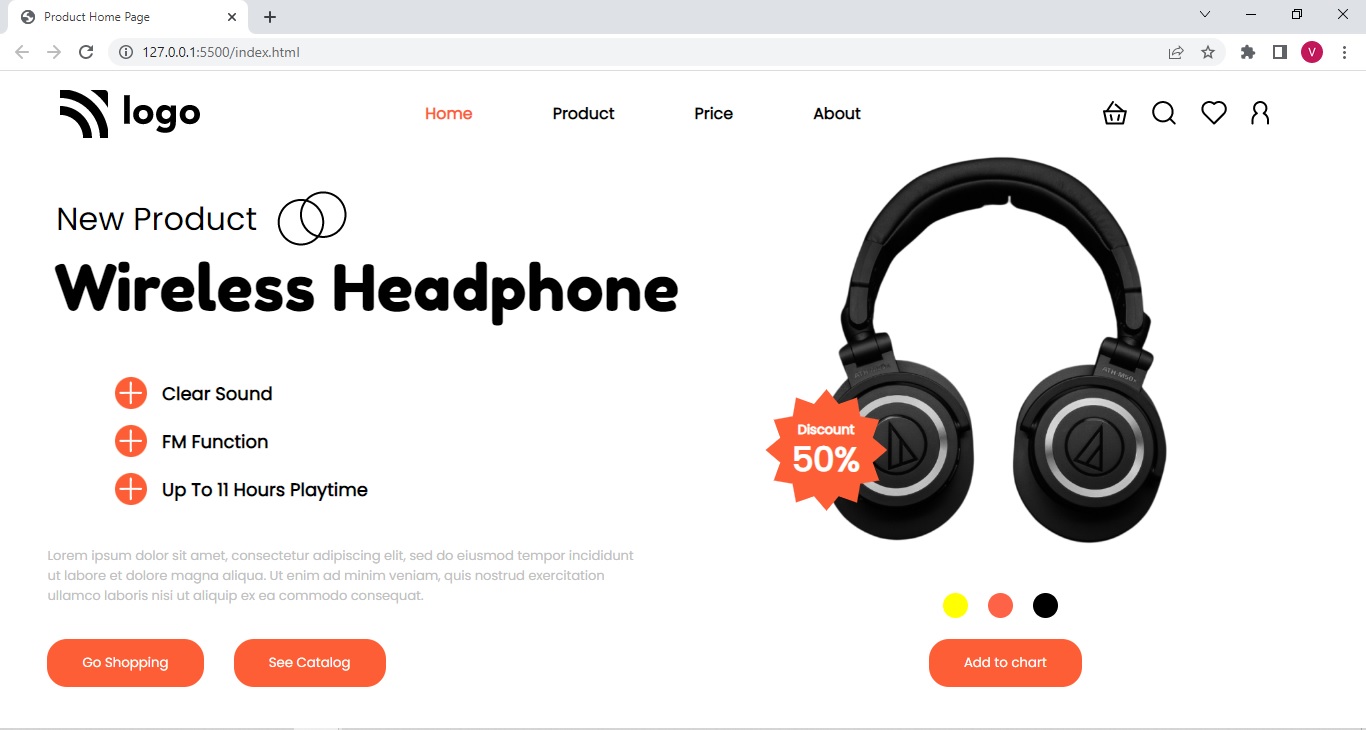 Product Home Page
127.0.0.1:5500/index.html
V
logo
Home
Product
Price
About
New Product
Wireless Headphone
Clear Sound
FM Function
Up To 11 Hours Playtime
Discount
50%
Lorem ipsum dolor sit amet, consectetur adipiscing elit, sed do eiusmod tempor incididunt
ut labore et dolore magna aliqua. Ut enim ad minim veniam, quis nostrud exercitation
ullamco laboris nisi ut aliquip ex ea commodo consequat.
Go Shopping
See Catalog
Add to chart